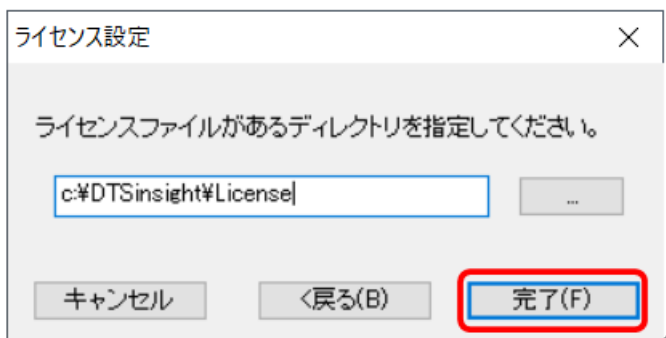 ライセンス設定
ライセンスファイルがあるディレクトリを指定してください。
c:¥DTSinsight¥License
...
キャンセル
<戻る(B)
完了(F)